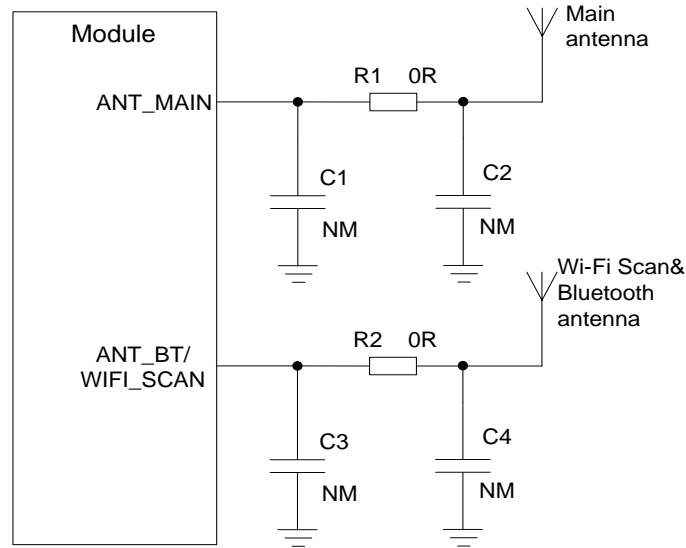 Module
Main
antenna
R1 0R
ANT_MAIN
C1
C2
NM
NM
Wi-Fi Scan&
Bluetooth
antenna
R2 0R
ANT_BT/
WIFI_SCAN
C3
C4
NM
NM